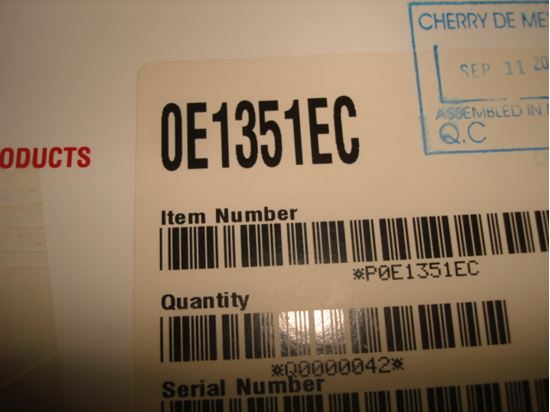 CHERRY DE ME
SEP 11 20
ASSEMBLED IN
Q.C
0E1351EC
ODUCTS
Item Number
*P0E1351EC
Quantity
*Q0000042*
Serial Number